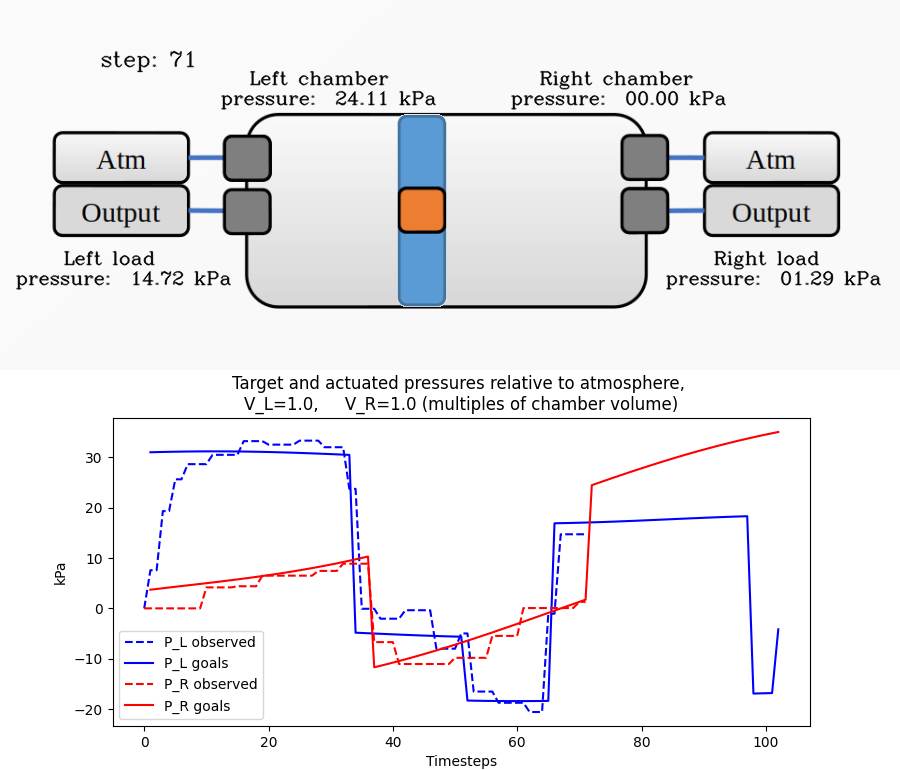 step: 71
Left chamber
pressure: 24.11 kPa
Right chamber
pressure: 00.00 kPa
Atm
Output
Atm
Output
Left load
pressure: 14.72 kPa
Right load
pressure: 01.29 kPa
Target and actuated pressures relative to atmosphere,
V_L=1.0, V_R=1.0 (multiples of chamber volume)
kPa
30
20
10
0
−10
−20
P_L observed
P_L goals
P_R observed
P_R goals
0 20 40 60 80 100
Timesteps